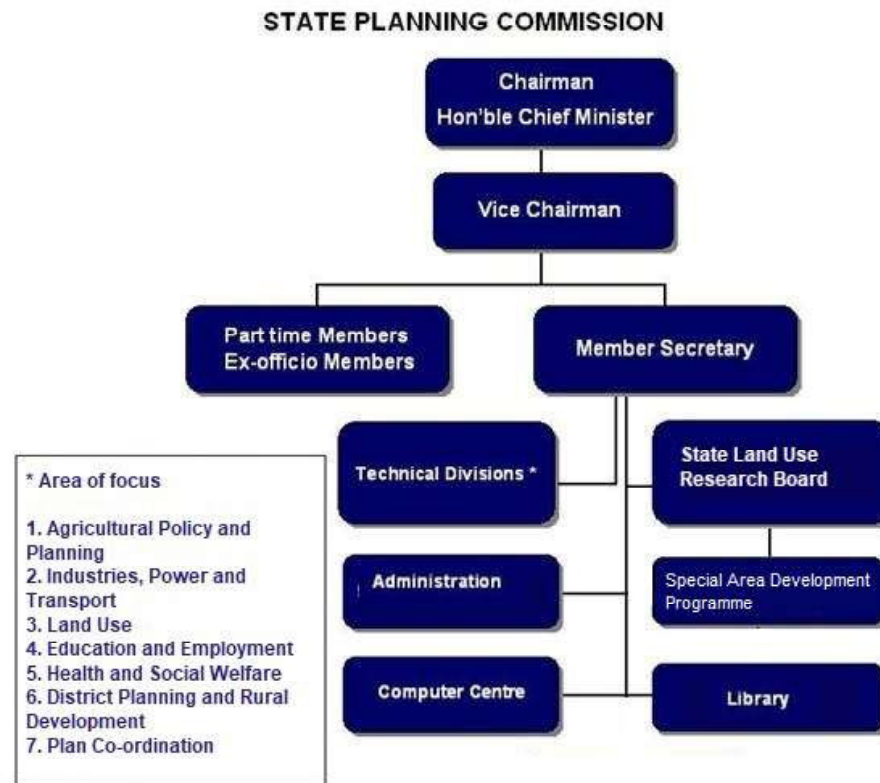 STATE PLANNING COMMISSION
Chairman
Hon'ble Chief Minister
Vice Chairman
Part time Members
Ex-officio Members
Member Secretary
Technical Divisions *
State Land Use
Research Board
Administration
Special Area Development
Programme
Computer Centre
Library
* Area of focus
1. Agricultural Policy and
Planning
2. Industries, Power and
Transport
3. Land Use
4. Education and Employment
5. Health and Social Welfare
6. District Planning and Rural
Development
7. Plan Co-ordination